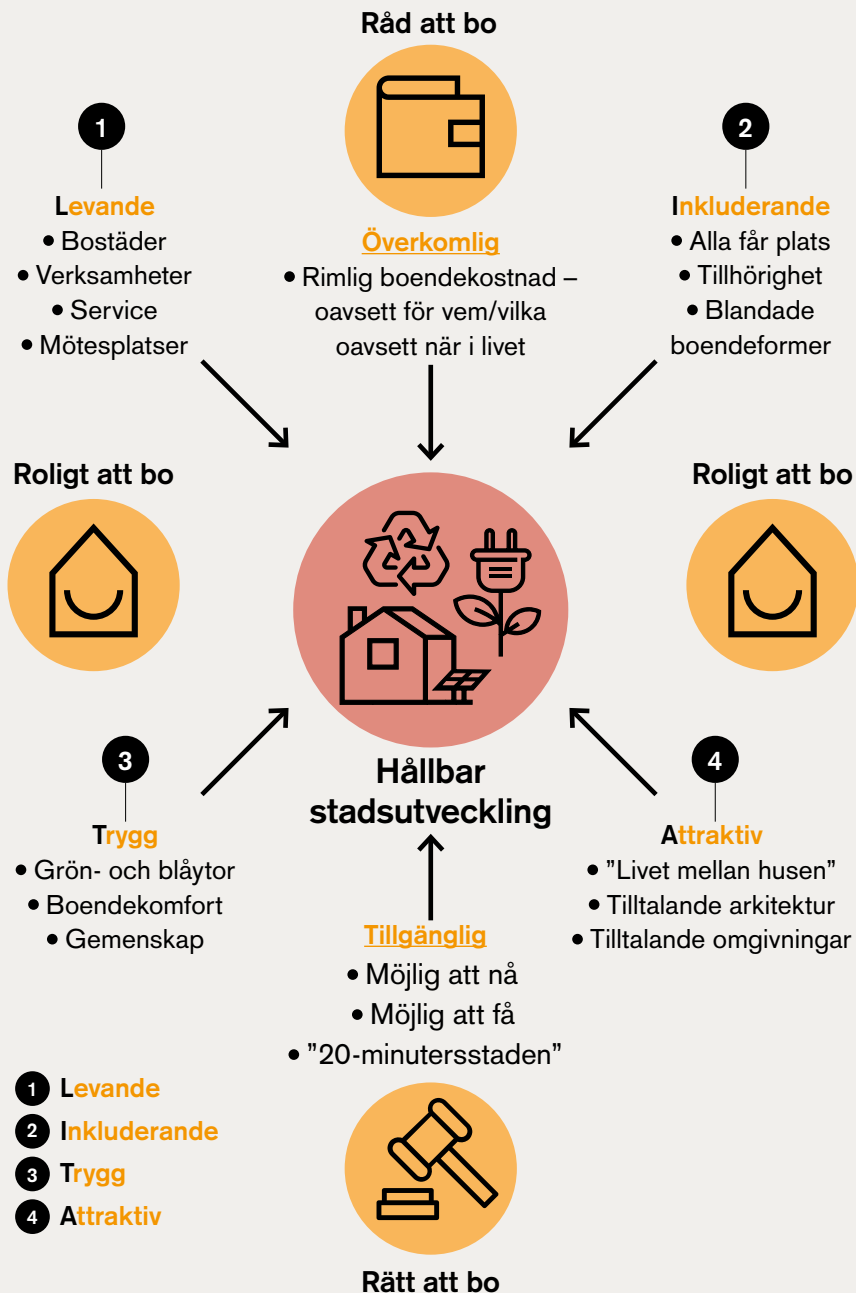 Råd att bo
1
Levande
• Bostäder
• Verksamheter
• Service
• Mötesplatser
Överkomlig
• Rimlig boendekostnad –
oavsett för vem/vilka
oavsett när i livet
2
Inkluderande
• Alla får plats
• Tillhörighet
• Blandade
boendeformer
Roligt att bo
Roligt att bo
Hållbar
stadsutveckling
3
Trygg
• Grön- och blåytor
• Boendekomfort
• Gemenskap
Tillgänglig
• Möjlig att nå
• Möjlig att få
• ”20-minutersstaden”
4
Attraktiv
• ”Livet mellan husen”
• Tilltalande arkitektur
• Tilltalande omgivningar
1 Levande
2 Inkluderande
3 Trygg
4 Attraktiv
Rätt att bo